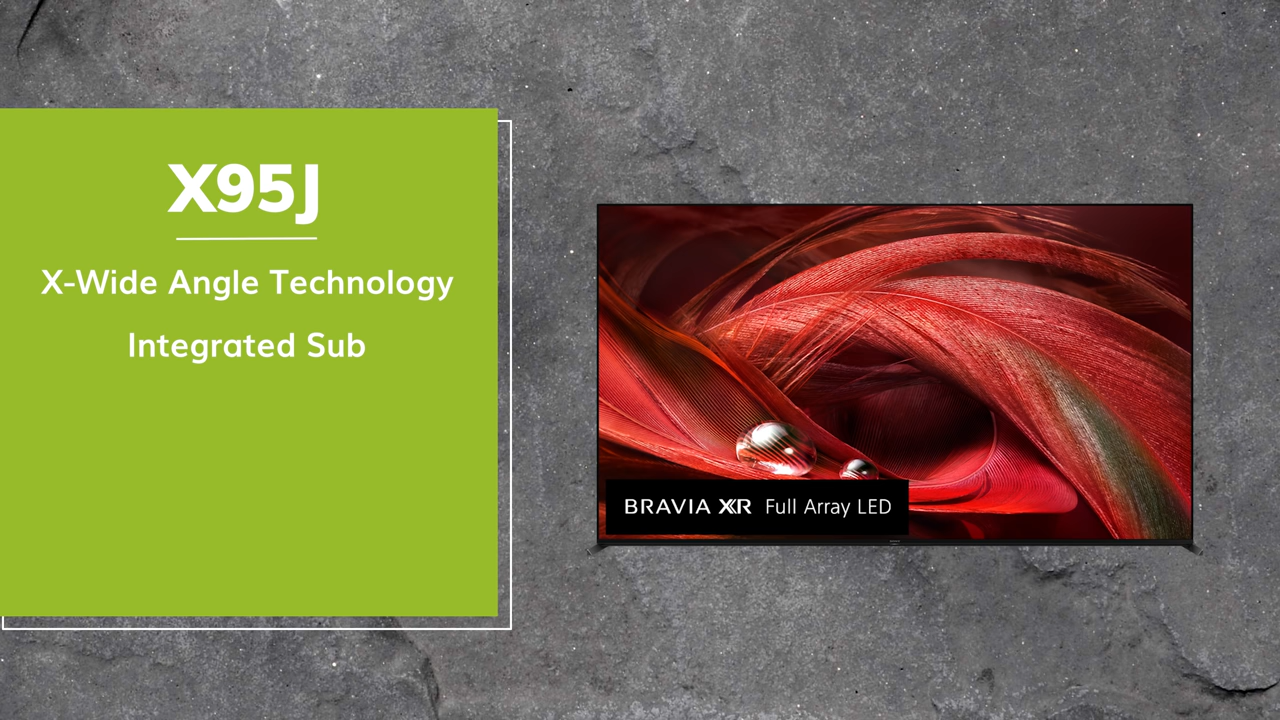 X95J
X-Wide Angle Technology
Integrated Sub
BRAVIA XR Full Array LED